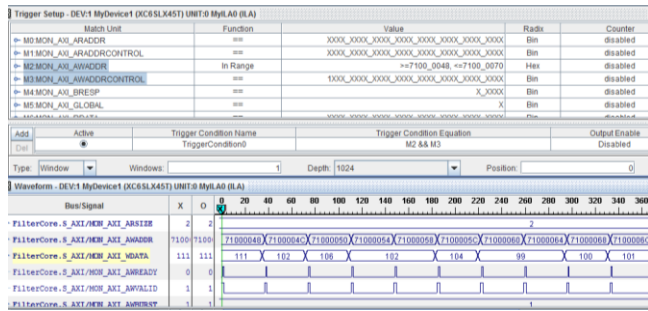 Trigger Setup - DEV:1 MyDevice1 (XC6SLX45T) UNIT:0 MyILA0 (ILA)
Match Unit Function Value Radix Counter
M0:MON_AXI_ARADDR == XXXX_XXXX_XXXX_XXXX_XXXX_XXXX_XXXX_XXXX Bin disabled
M1:MON_AXI_ARADDRCONTROL == XXXX_XXXX_XXXX_XXXX_XXXX_XXXX_XXXX Bin disabled
M2:MON_AXI_AWADDR In Range >=7100_0048, <=7100_0070 Hex disabled
M3:MON_AXI_AWADDRCONTROL == 1XXX_XXXX_XXXX_XXXX_XXXX_XXXX_XXXX Bin disabled
M4:MON_AXI_BRESP == X_XXXX Bin disabled
M5:MON_AXI_GLOBAL == X Bin disabled
Add Active Trigger Condition Name Trigger Condition Equation Output Enable
Del TriggerCondition0 M2 && M3 Disabled
Type: Window Windows: 1 Depth: 1024 Position: 0
Waveform - DEV:1 MyDevice1 (XC6SLX45T) UNIT:0 MyILA0 (ILA)
Bus/Signal X O 0 20 40 60 80 100 120 140 160 180 200 220 240 260 280 300 320 340 360
FilterCore.S_AXI/MON_AXI_ARSIZE 2 2 2
FilterCore.S_AXI/MON_AXI_AWADDR 7100 7100 71000048 7100004C 71000050 71000054 71000058 7100005C 71000060 71000064 71000068 7100006C
FilterCore.S_AXI/MON_AXI_WDATA 111 111 111 102 106 102 104 99 100 101
FilterCore.S_AXI/MON_AXI_AWREADY 0 0
FilterCore.S_AXI/MON_AXI_AWVALID 1 1
FilterCore.S_AXI/MON_AXI_AWBURST 1 1 1